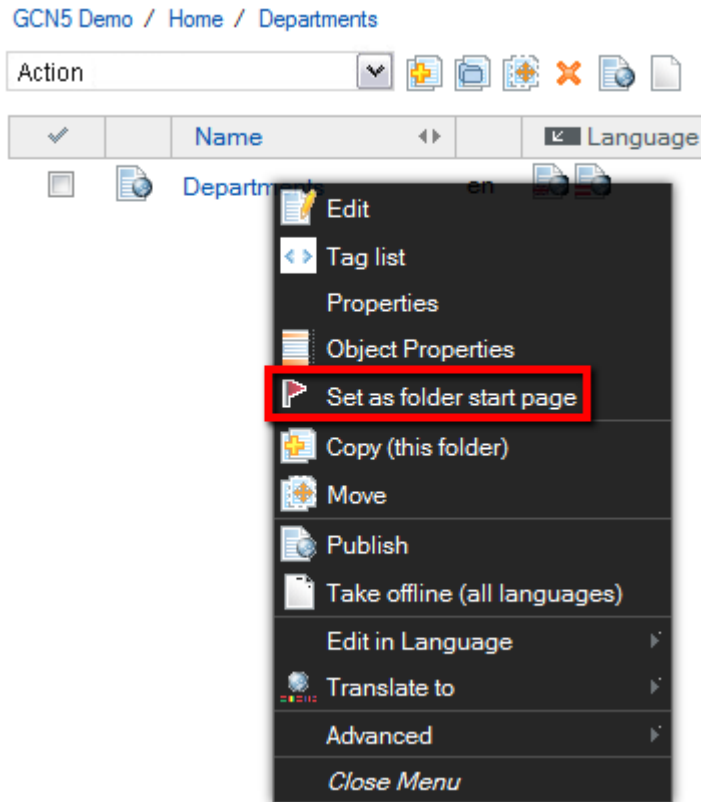 GCN5 Demo / Home / Departments
Action
Name Language
Departments en
Edit
Tag list
Properties
Object Properties
Set as folder start page
Copy (this folder)
Move
Publish
Take offline (all languages)
Edit in Language
Translate to
Advanced
Close Menu